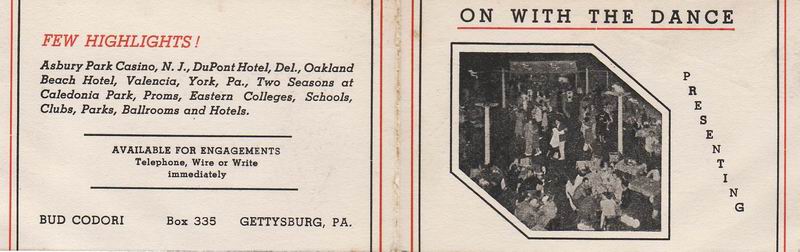 FEW HIGHLIGHTS!
Asbury Park Casino, N. J., DuPont Hotel, Del., Oakland
Beach Hotel, Valencia, York, Pa., Two Seasons at
Caledonia Park, Proms, Eastern Colleges, Schools,
Clubs, Parks, Ballrooms and Hotels.
AVAILABLE FOR ENGAGEMENTS
Telephone, Wire or Write
immediately
BUD CODORI Box 335 GETTYSBURG, PA.
ON WITH THE DANCE
PRESENTING